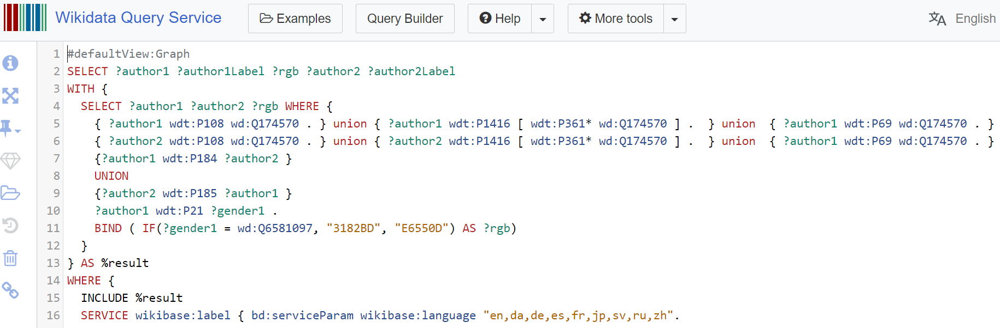 Wikidata Query Service Examples Query Builder Help More tools English
1 #defaultView:Graph
2 SELECT ?author1 ?author1Label ?rgb ?author2 ?author2Label
3 WITH {
4 SELECT ?author1 ?author2 ?rgb WHERE {
5 { ?author1 wdt:P108 wd:Q174570 . } union { ?author1 wdt:P1416 [ wdt:P361* wd:Q174570 ] . } union { ?author1 wdt:P69 wd:Q174570 . }
6 { ?author2 wdt:P108 wd:Q174570 . } union { ?author2 wdt:P1416 [ wdt:P361* wd:Q174570 ] . } union { ?author1 wdt:P69 wd:Q174570 . }
7 {?author1 wdt:P184 ?author2 }
8 UNION
9 {?author2 wdt:P185 ?author1 }
10 ?author1 wdt:P21 ?gender1 .
11 BIND ( IF(?gender1 = wd:Q6581097, "3182BD", "E6550D") AS ?rgb)
12 }
13 } AS %result
14 WHERE {
15 INCLUDE %result
16 SERVICE wikibase:label { bd:serviceParam wikibase:language "en,da,de,es,fr,jp,sv,ru,zh".